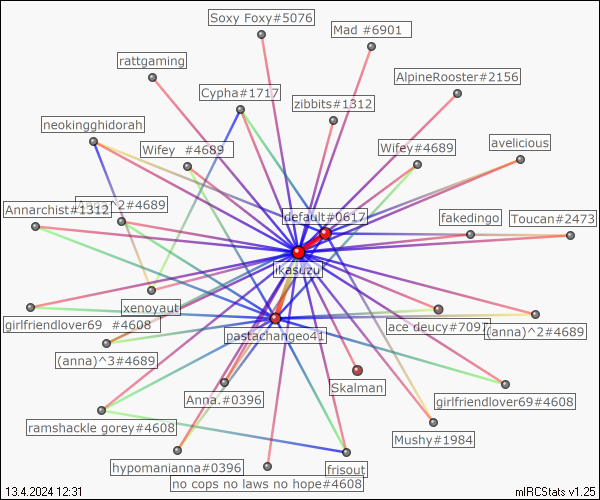 Soxy Foxy#5076
Mad #6901
rattgaming
AlpineRooster#2156
Cypha#1717
zibbits#1312
neokingghidorah
Wifey #4689
Wifey#4689
avelicious
^2#4689
Annarchist#1312
default#0617
fakedingo
Toucan#2473
ikasuzu
xenoyaut
girlfriendlover69 #4608
ace deucy#7097
(anna)^2#4689
pastachangeo41
(anna)^3#4689
Skalman
Anna.#0396
girlfriendlover69#4608
ramshackle gorey#4608
Mushy#1984
hypomanianna#0396
frisout
no cops no laws no hope#4608
13.4.2024 12:31
mIRCStats v1.25